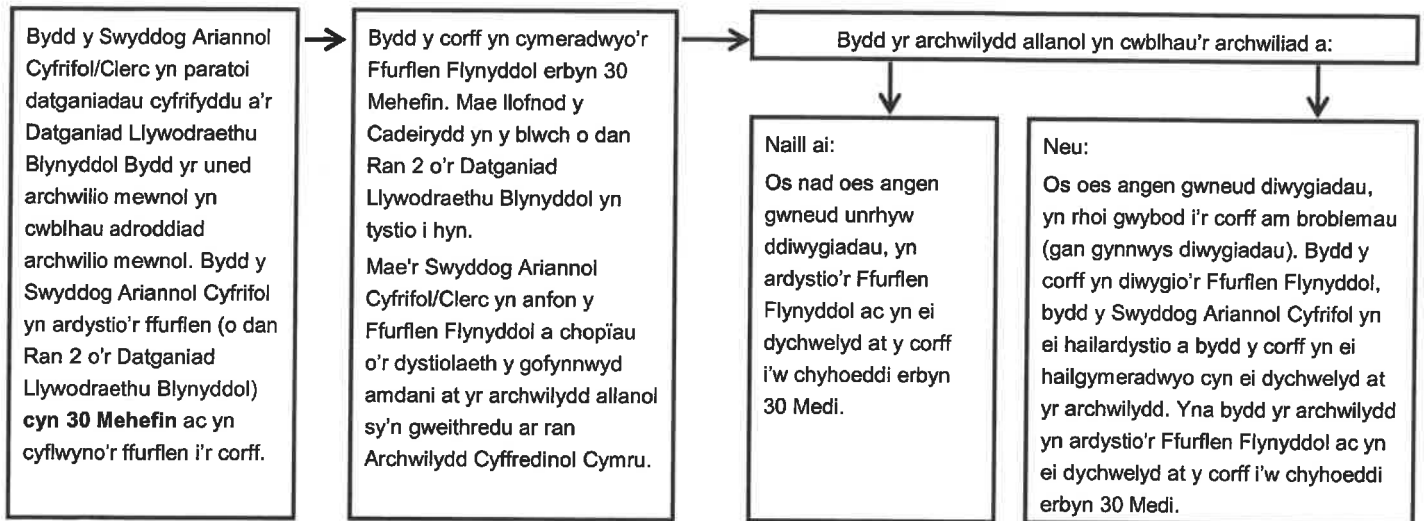 Bydd y Swyddog Ariannol
Cyfrifol/Clerc yn paratoi
datganiadau cyfrifyddu a'r
Datganiad Llywodraethu
Blynyddol Bydd yr uned
archwilio mewnol yn
cwblhau adroddiad
archwilio mewnol. Bydd y
Swyddog Ariannol Cyfrifol
yn ardystio'r ffurflen (o dan
Ran 2 o'r Datganiad
Llywodraethu Blynyddol)
cyn 30 Mehefin ac yn
cyflwyno'r ffurflen i'r corff.
Bydd y corff yn cymeradwyo'r
Ffurflen Flynyddol erbyn 30
Mehefin. Mae llofnod y
Cadeirydd yn y blwch o dan
Ran 2 o'r Datganiad
Llywodraethu Blynyddol yn
tystio i hyn.
Mae'r Swyddog Ariannol
Cyfrifol/Clerc yn anfon y
Ffurflen Flynyddol a chopïau
o'r dystiolaeth y gofynnwyd
amdani at yr archwilydd allanol
sy'n gweithredu ar ran
Archwilydd Cyffredinol Cymru.
Bydd yr archwilydd allanol yn cwblhau'r archwiliad a:
Naill ai:
Os nad oes angen
gwneud unrhyw
ddiwygiadau, yn
ardystio'r Ffurflen
Flynyddol ac yn ei
dychwelyd at y corff
i'w chyhoeddi erbyn
30 Medi.
Neu:
Os oes angen gwneud diwygiadau,
yn rhoi gwybod i'r corff am broblemau
(gan gynnwys diwygiadau). Bydd y
corff yn diwygio'r Ffurflen Flynyddol,
bydd y Swyddog Ariannol Cyfrifol yn
ei hailardystio a bydd y corff yn ei
hailgymeradwyo cyn ei dychwelyd at
yr archwilydd. Yna bydd yr archwilydd
yn ardystio'r Ffurflen Flynyddol ac yn
ei dychwelyd at y corff i'w chyhoeddi
erbyn 30 Medi.